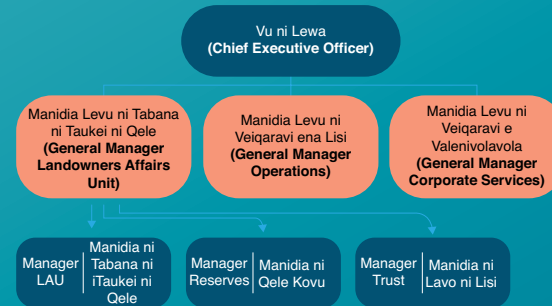 Vu ni Lewa
(Chief Executive Officer)
Manidia Levu ni Tabana
ni Taukei ni Qele
(General Manager
Landowners Affairs
Unit)
Manidia Levu ni
Veiqaravi ena Lisi
(General Manager
Operations)
Manidia Levu ni
Veiqaravi e
Valenivolavola
(General Manager
Corporate Services)
Manager
LAU
Manidia ni
Tabana ni
iTaukei ni
Qele
Manager
Reserves
Manidia ni
Qele Kovu
Manager
Trust
Manidia ni
Lavo ni Lisi